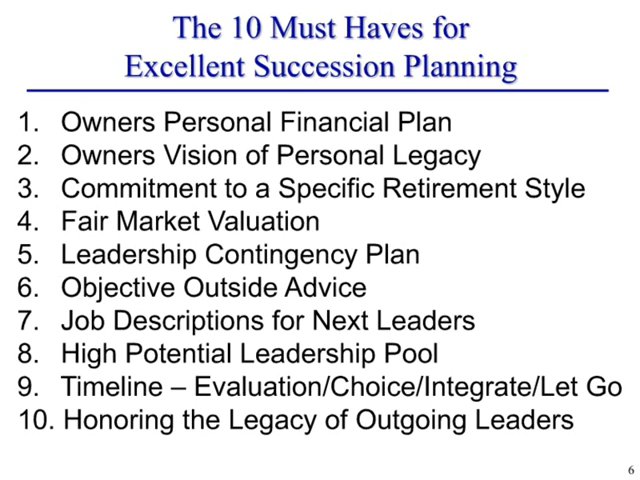 The 10 Must Haves for
Excellent Succession Planning
1. Owners Personal Financial Plan
2. Owners Vision of Personal Legacy
3. Commitment to a Specific Retirement Style
4. Fair Market Valuation
5. Leadership Contingency Plan
6. Objective Outside Advice
7. Job Descriptions for Next Leaders
8. High Potential Leadership Pool
9. Timeline – Evaluation/Choice/Integrate/Let Go
10. Honoring the Legacy of Outgoing Leaders
6